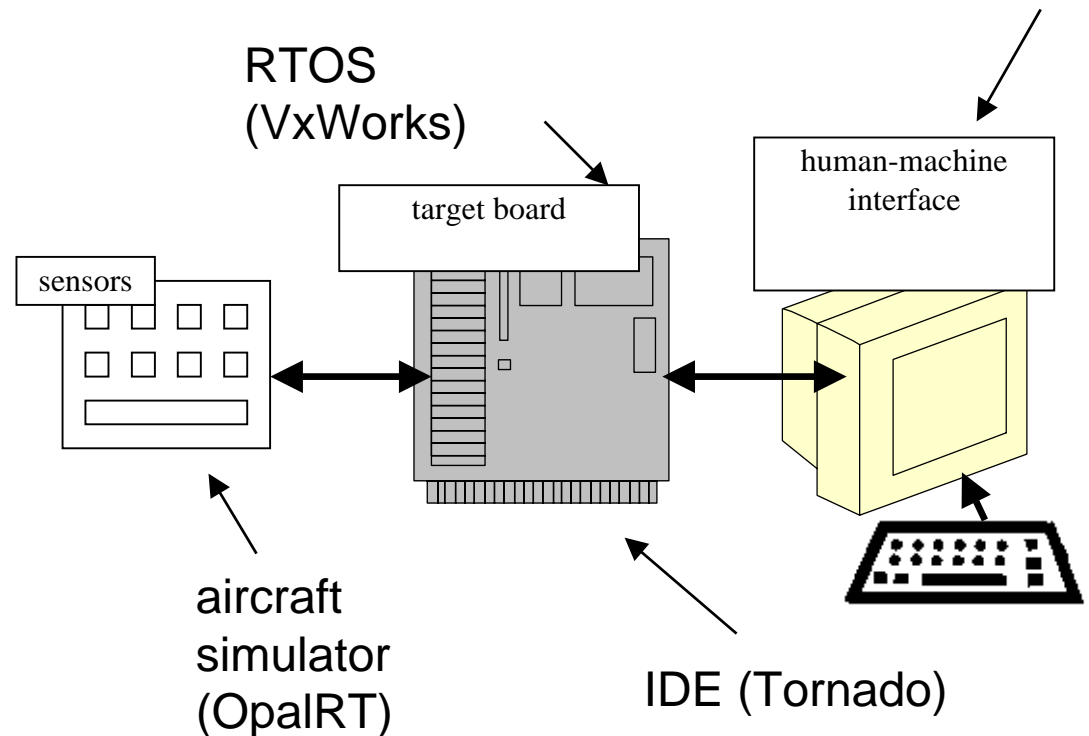 RTOS
(VxWorks)
human-machine
interface
target board
sensors
aircraft
simulator
(OpalRT)
IDE (Tornado)